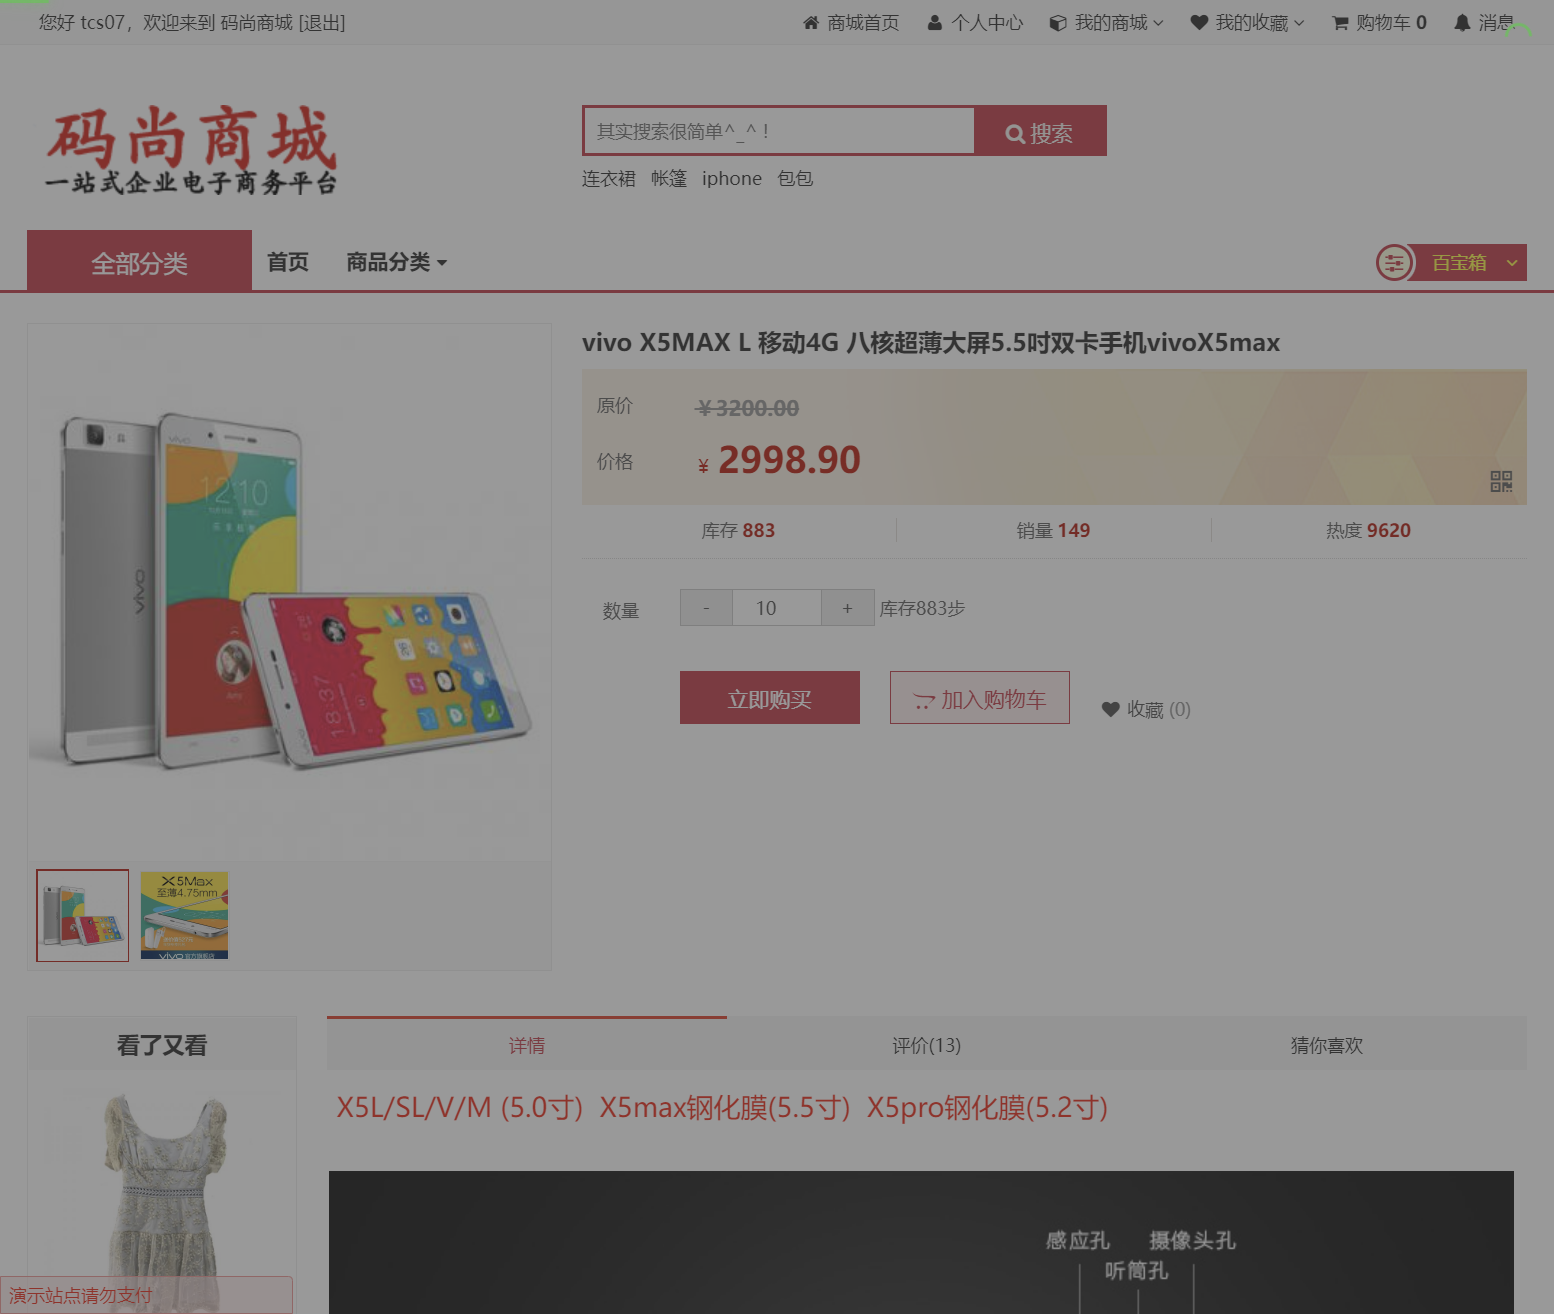 您好 tcs07，欢迎来到 码尚商城 [退出]
商城首页 个人中心 我的商城 我的收藏 购物车 0 消息
码尚商城
一站式企业电子商务平台
其实搜索很简单^_^！
搜索
连衣裙 帐篷 iphone 包包
全部分类 首页 商品分类 百宝箱
vivo X5MAX L 移动4G 八核超薄大屏5.5吋双卡手机vivoX5max
原价 ¥3200.00
价格 ¥ 2998.90
库存 883 销量 149 热度 9620
数量 - 10 + 库存883步
立即购买 加入购物车 收藏 (0)
vivo
12:10
vivo
18:37
X5Max
至薄4.75mm
vivo 官方旗舰店
看了又看
详情 评价(13) 猜你喜欢
X5L/SL/V/M (5.0寸) X5max钢化膜(5.5寸) X5pro钢化膜(5.2寸)
感应孔 摄像头孔
听筒孔
演示站点请勿支付